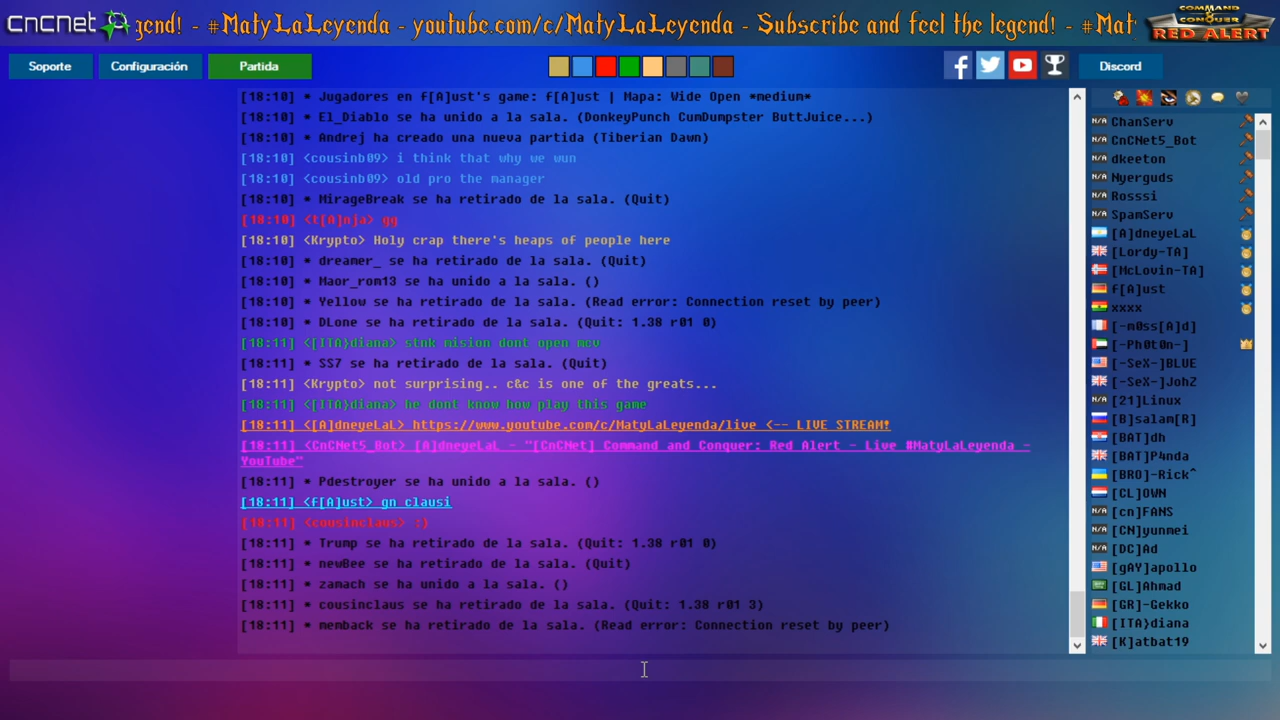 CnCNet
gend! - #MatyLaLeyenda - youtube.com/c/MatyLaLeyenda - Subscribe and feel the legend! - #Mat
COMMAND & CONQUER
RED ALERT
Soporte
Configuración
Partida
Discord
[18:10] * Jugadores en f[A]ust's game: f[A]ust | Mapa: Wide Open *medium*
[18:10] * El_Diablo se ha unido a la sala. (DonkeyPunch CumDumpster ButtJuice...)
[18:10] * Andrej ha creado una nueva partida (Tiberian Dawn)
[18:10] <cousinb09> i think that why we wun
[18:10] <cousinb09> old pro the manager
[18:10] * MirageBreak se ha retirado de la sala. (Quit)
[18:10] <t[A]nja> gg
[18:10] <Krypto> Holy crap there's heaps of people here
[18:10] * dreamer_ se ha retirado de la sala. (Quit)
[18:10] * Maor_rom13 se ha unido a la sala. ()
[18:10] * Yellow se ha retirado de la sala. (Read error: Connection reset by peer)
[18:10] * DLone se ha retirado de la sala. (Quit: 1.38 r01 0)
[18:11] <[ITA}diana> stnk mision dont open mcv
[18:11] * SS7 se ha retirado de la sala. (Quit)
[18:11] <Krypto> not surprising.. c&c is one of the greats...
[18:11] <[ITA}diana> he dont know how play this game
[18:11] <[A]dneyeLaL> https://www.youtube.com/c/MatyLaLeyenda/live <-- LIVE STREAM!
[18:11] <CnCNet5_Bot> [A]dneyeLaL - "[CnCNet] Command and Conquer: Red Alert - Live #MatyLaLeyenda -
YouTube"
[18:11] * Pdestroyer se ha unido a la sala. ()
[18:11] <f[A]ust> gn clausi
[18:11] <cousinclaus> :)
[18:11] * Trump se ha retirado de la sala. (Quit: 1.38 r01 0)
[18:11] * newBee se ha retirado de la sala. (Quit)
[18:11] * zamach se ha unido a la sala. ()
[18:11] * cousinclaus se ha retirado de la sala. (Quit: 1.38 r01 3)
[18:11] * memback se ha retirado de la sala. (Read error: Connection reset by peer)
N/A ChanServ
N/A CnCNet5_Bot
N/A dkeeton
N/A Nyerguds
N/A Rosssi
N/A SpamServ
[A]dneyeLaL
[Lordy-TA]
[McLovin-TA]
f[A]ust
xxxx
[-m0ss[A]d]
[-Ph0t0n-]
[-SeX-]BLUE
[-SeX-]JohZ
N/A [21]Linux
[B]salam[R]
[BAT]dh
[BAT]P4nda
[BRO]-Rick^
[CL]OWN
N/A [cn]FANS
N/A [CN]yunmei
N/A [DC]Ad
[gAY]apollo
[GL]Ahmad
[GR]-Gekko
[ITA}diana
[K]atbat19